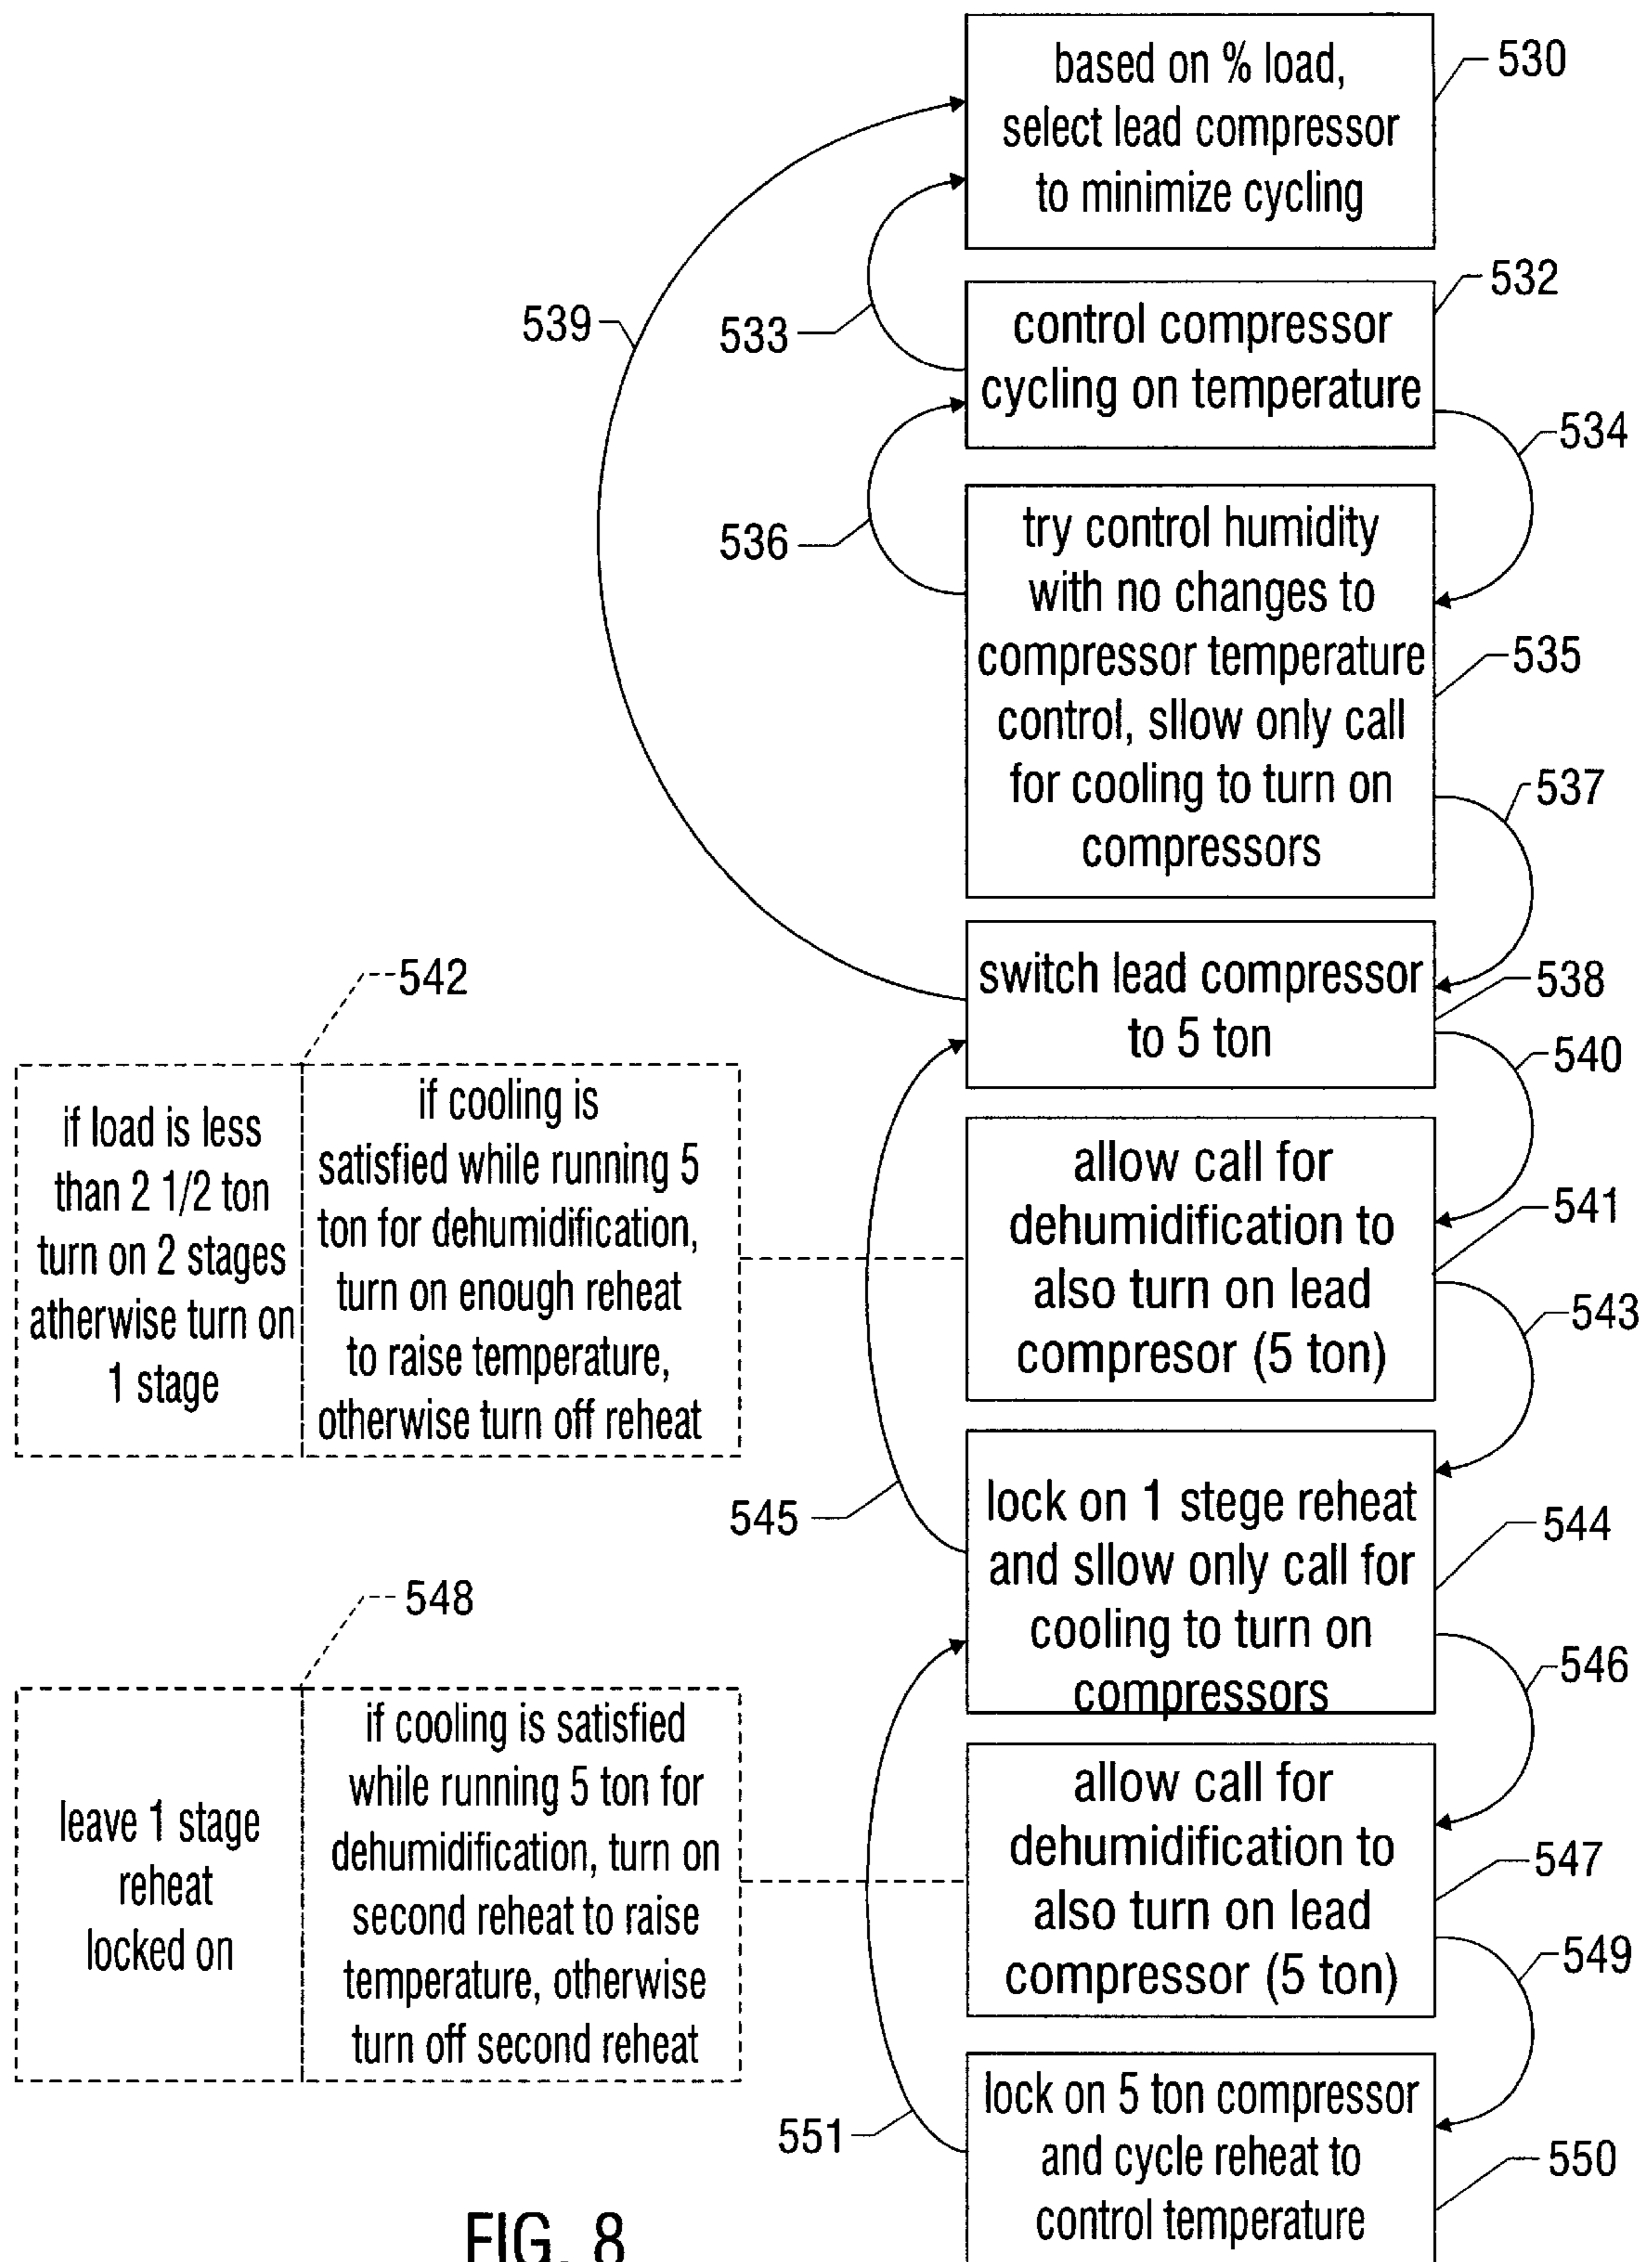 based on % load,
select lead compressor
to minimize cycling
530
532
control compressor
cycling on temperature
539
533
534
536
try control humidity
with no changes to
compressor temperature
control, sllow only call
for cooling to turn on
compressors
535
537
switch lead compressor
to 5 ton
538
540
542
if load is less
than 2 1/2 ton
turn on 2 stages
atherwise turn on
1 stage
if cooling is
satisfied while running 5
ton for dehumidification,
turn on enough reheat
to raise temperature,
otherwise turn off reheat
allow call for
dehumidification to
also turn on lead
compresor (5 ton)
541
543
545
lock on 1 stege reheat
and sllow only call for
cooling to turn on
compressors
544
546
548
leave 1 stage
reheat
locked on
if cooling is satisfied
while running 5 ton for
dehumidification, turn on
second reheat to raise
temperature, otherwise
turn off second reheat
allow call for
dehumidification to
also turn on lead
compressor (5 ton)
547
549
551
lock on 5 ton compressor
and cycle reheat to
control temperature
550
FIG. 8